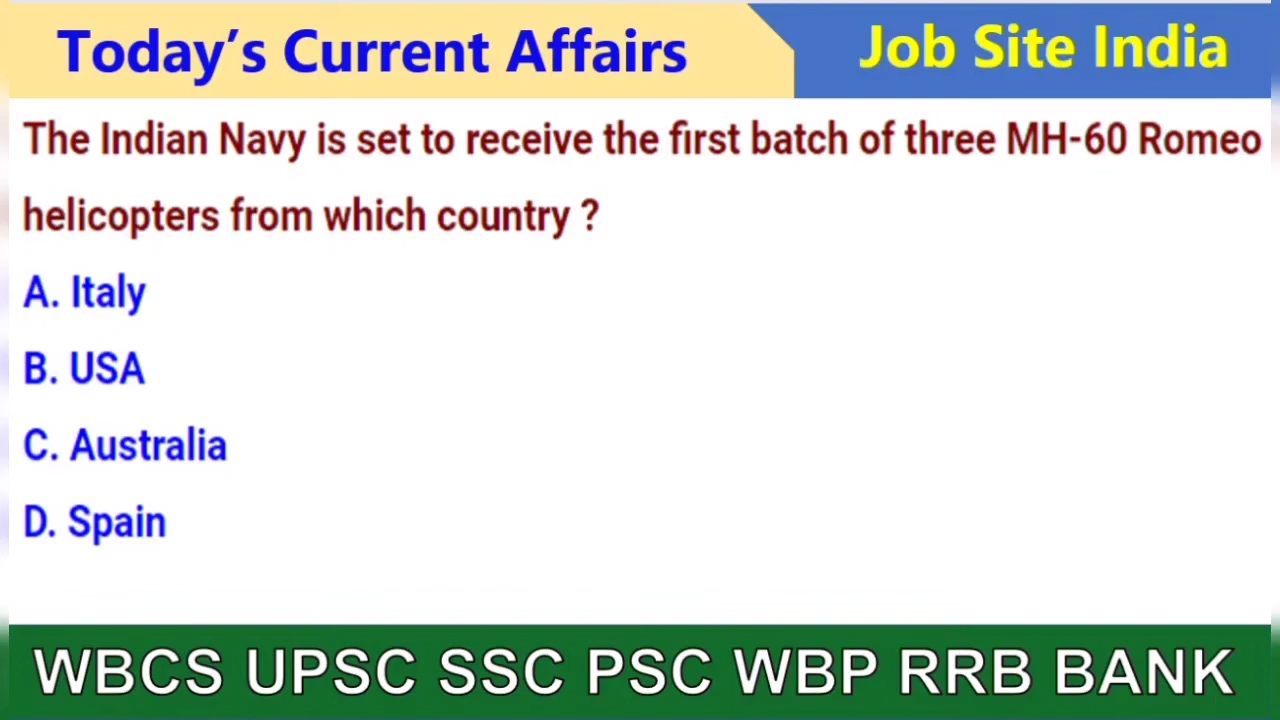 Today’s Current Affairs
Job Site India
The Indian Navy is set to receive the first batch of three MH-60 Romeo
helicopters from which country ?
A. Italy
B. USA
C. Australia
D. Spain
WBCS UPSC SSC PSC WBP RRB BANK